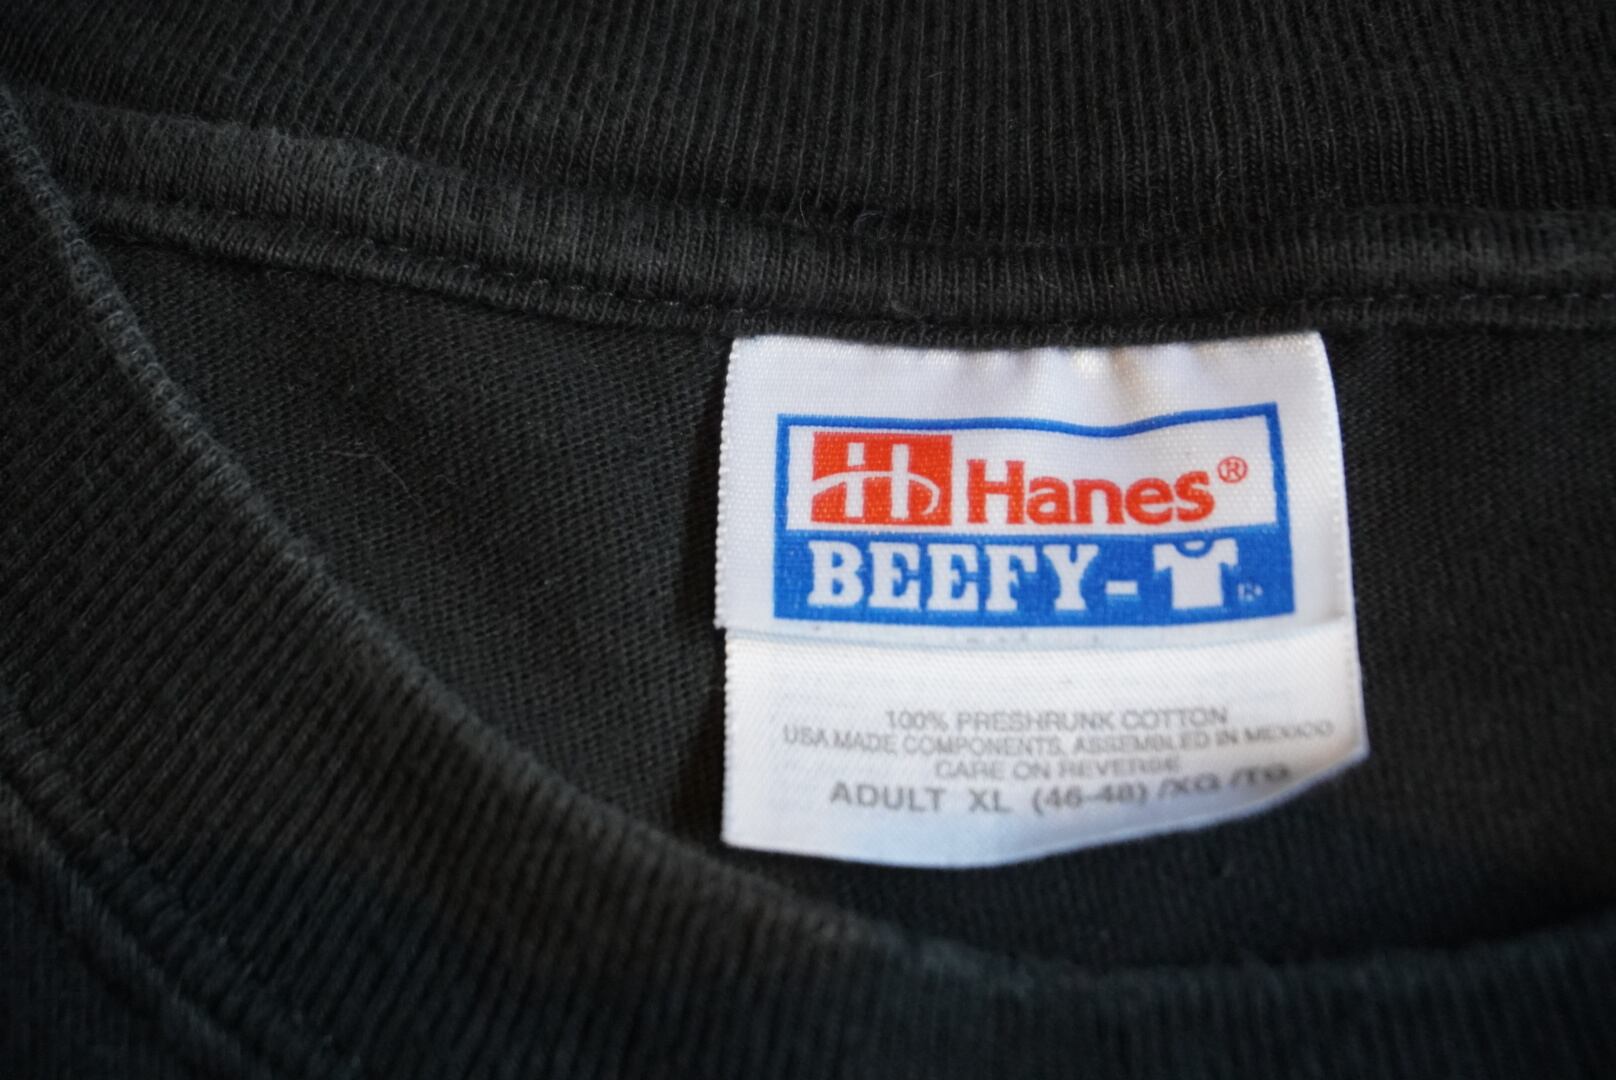 Hanes®
BEEFY-T®
100% PRESHRUNK COTTON
USA MADE COMPONENTS, ASSEMBLED IN MEXICO
CARE ON REVERSE
ADULT XL (46-48) /XG /TG